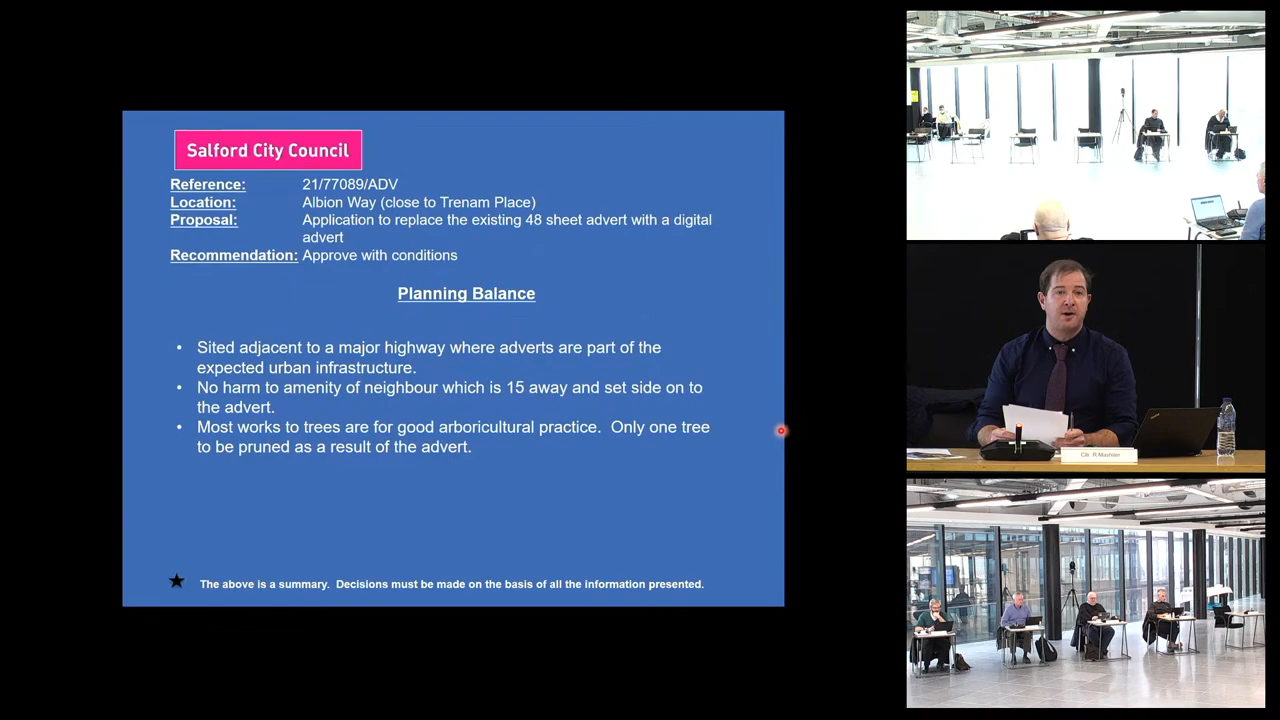 Salford City Council
Reference: 21/77089/ADV
Location: Albion Way (close to Trenam Place)
Proposal: Application to replace the existing 48 sheet advert with a digital
advert
Recommendation: Approve with conditions
Planning Balance
• Sited adjacent to a major highway where adverts are part of the
expected urban infrastructure.
• No harm to amenity of neighbour which is 15 away and set side on to
the advert.
• Most works to trees are for good arboricultural practice. Only one tree
to be pruned as a result of the advert.
★ The above is a summary. Decisions must be made on the basis of all the information presented.
Cllr R Mashiter